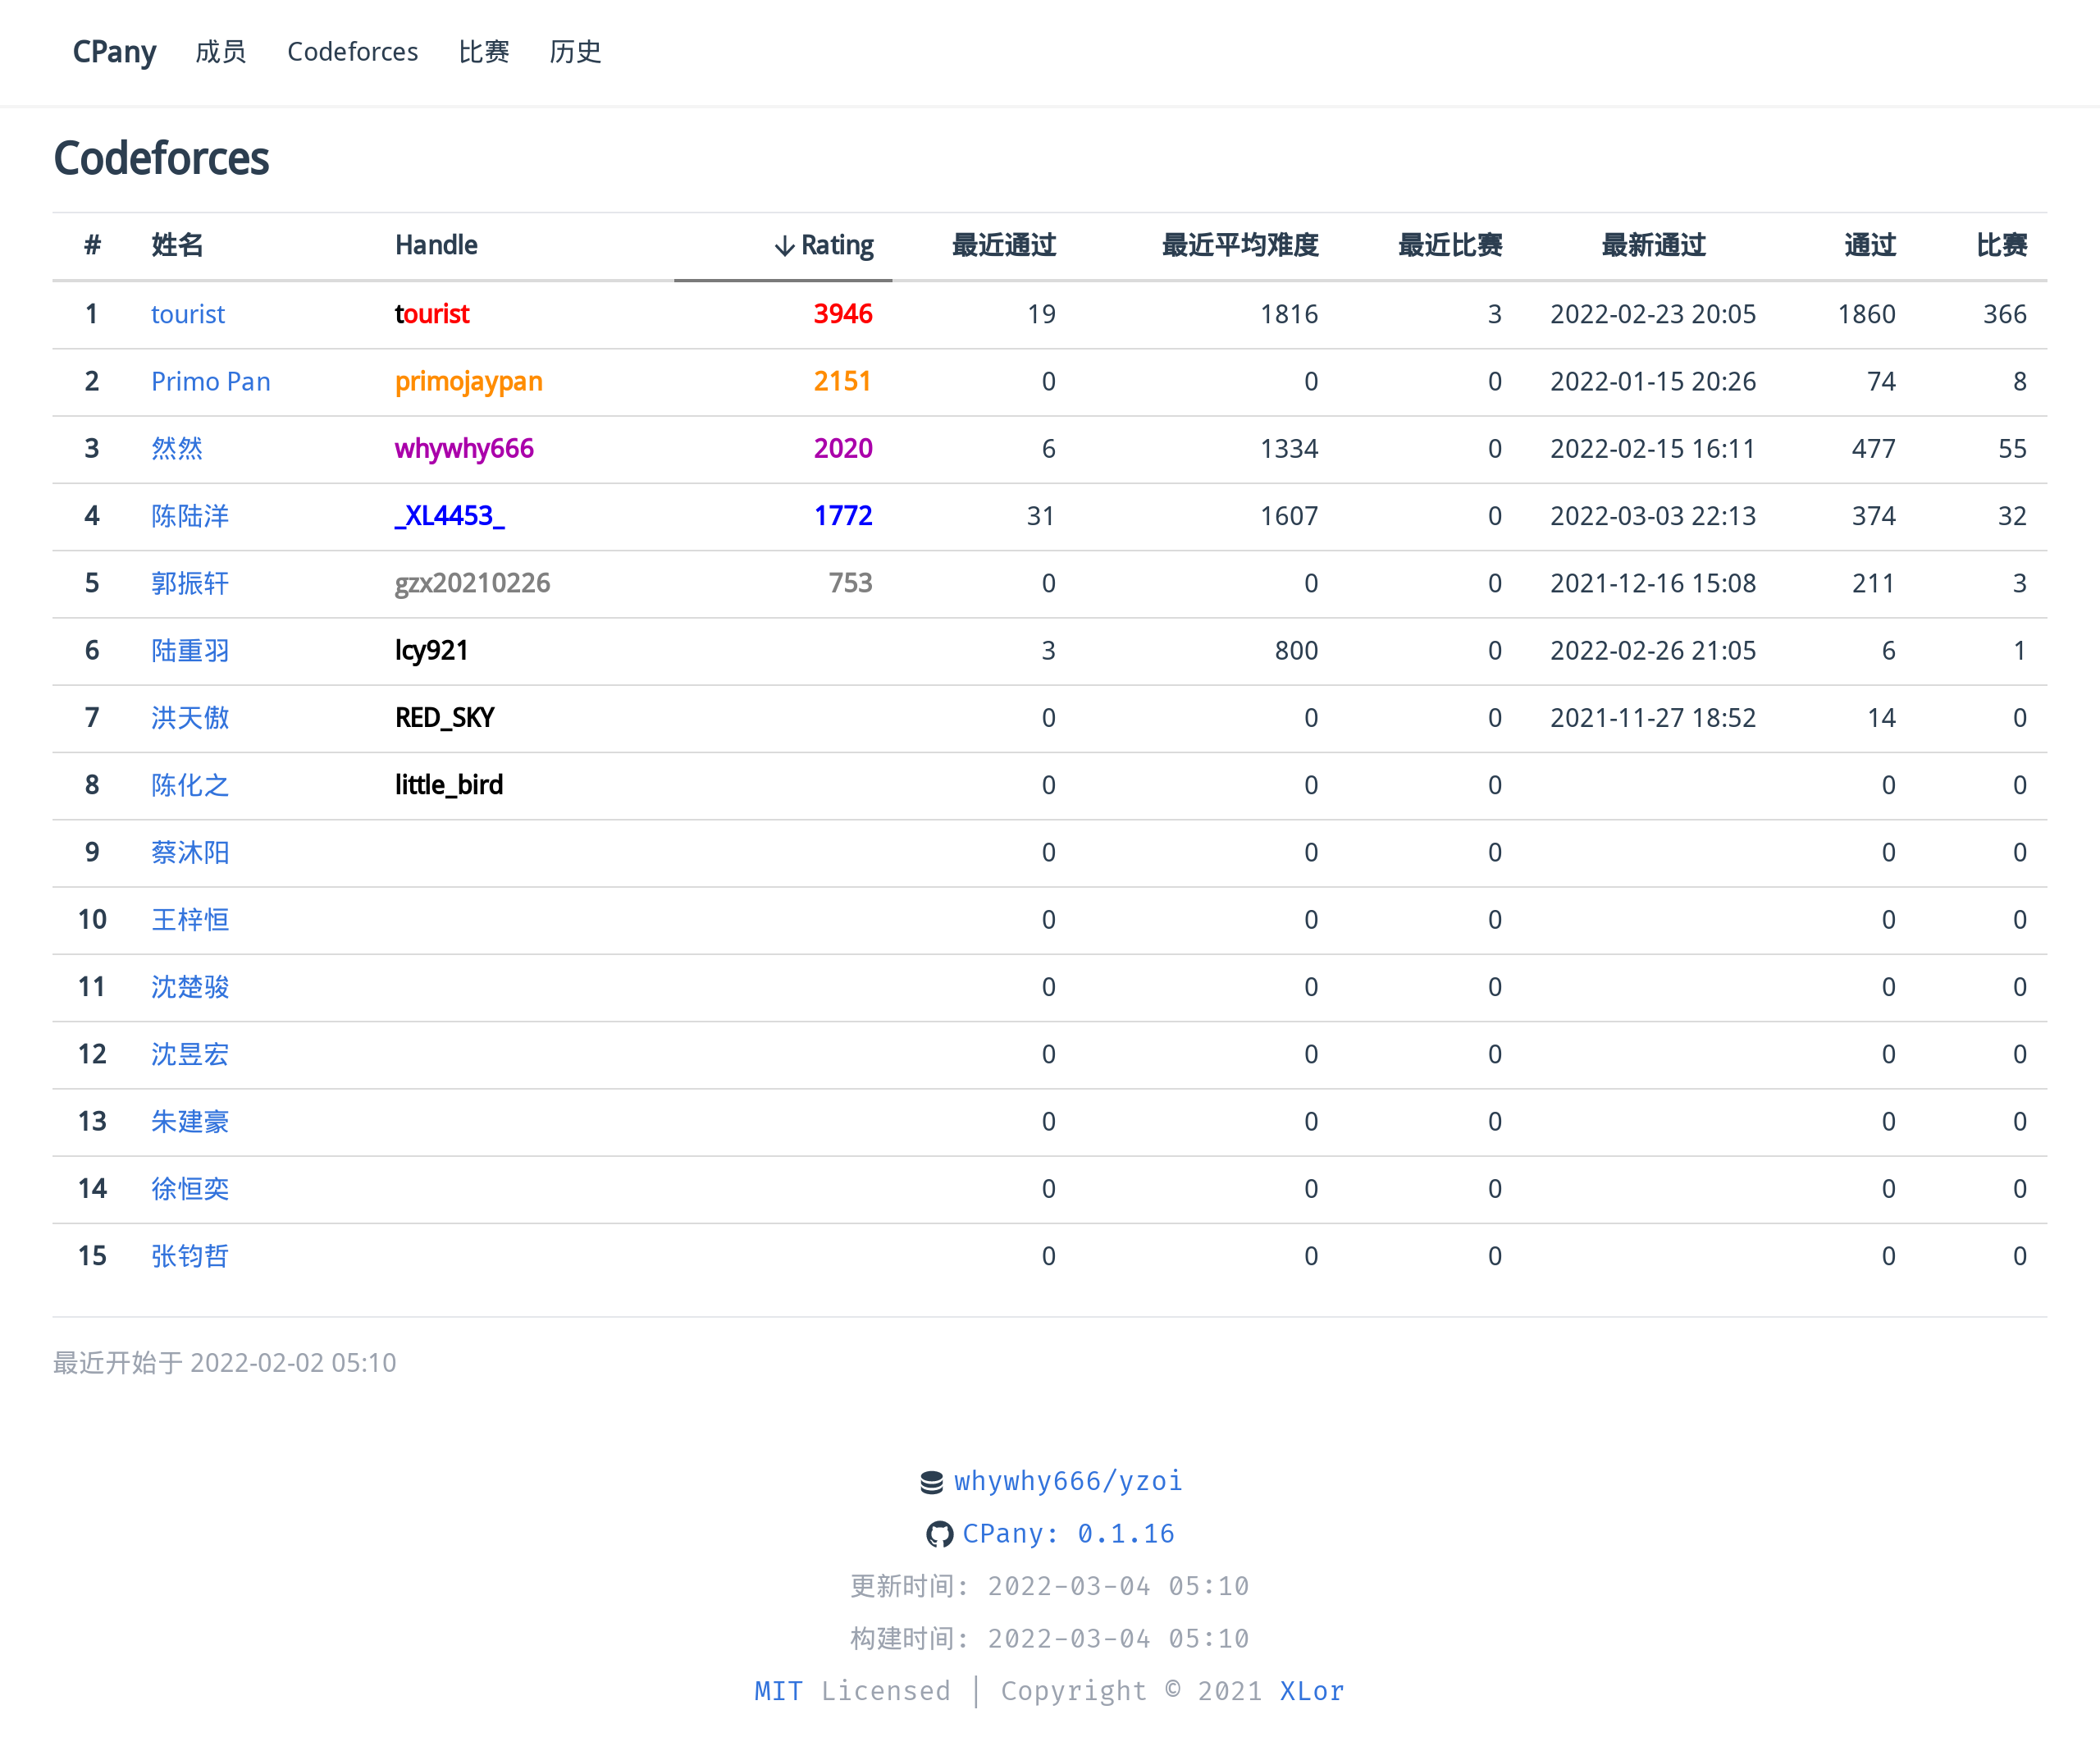 CPany 成员 Codeforces 比赛 历史
Codeforces
# 姓名 Handle ↓ Rating 最近通过 最近平均难度 最近比赛 最新通过 通过 比赛
1 tourist tourist 3946 19 1816 3 2022-02-23 20:05 1860 366
2 Primo Pan primojaypan 2151 0 0 0 2022-01-15 20:26 74 8
3 然然 whywhy666 2020 6 1334 0 2022-02-15 16:11 477 55
4 陈陆洋 _XL4453_ 1772 31 1607 0 2022-03-03 22:13 374 32
5 郭振轩 gzx20210226 753 0 0 0 2021-12-16 15:08 211 3
6 陆重羽 lcy921 3 800 0 2022-02-26 21:05 6 1
7 洪天傲 RED_SKY 0 0 0 2021-11-27 18:52 14 0
8 陈化之 little_bird 0 0 0 0 0
9 蔡沐阳 0 0 0 0 0
10 王梓恒 0 0 0 0 0
11 沈楚骏 0 0 0 0 0
12 沈昱宏 0 0 0 0 0
13 朱建豪 0 0 0 0 0
14 徐恒奕 0 0 0 0 0
15 张钧哲 0 0 0 0 0
最近开始于 2022-02-02 05:10
whywhy666/yzoi
CPany: 0.1.16
更新时间: 2022-03-04 05:10
构建时间: 2022-03-04 05:10
MIT Licensed | Copyright © 2021 XLor